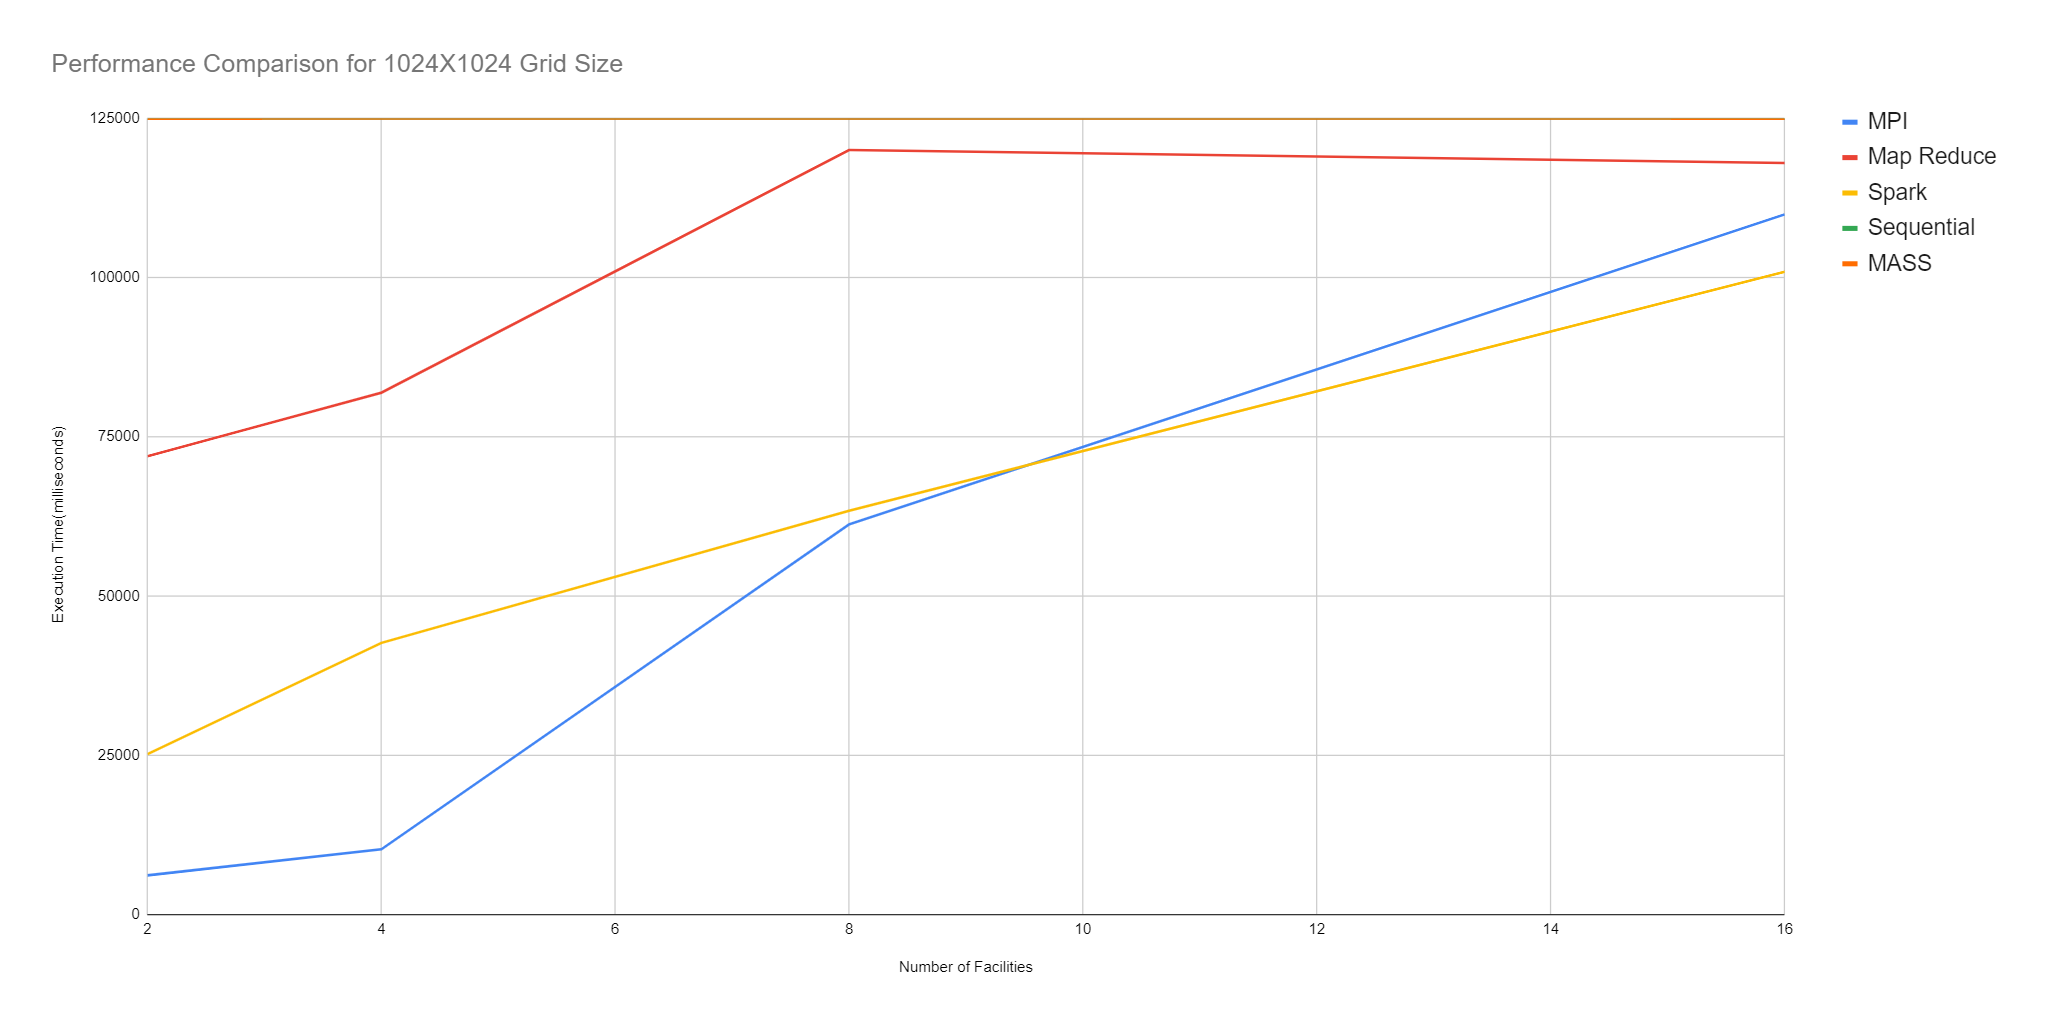 Performance Comparison for 1024X1024 Grid Size
125000
100000
75000
50000
25000
0
Execution Time(milliseconds)
2 4 6 8 10 12 14 16
Number of Facilities
MPI
Map Reduce
Spark
Sequential
MASS